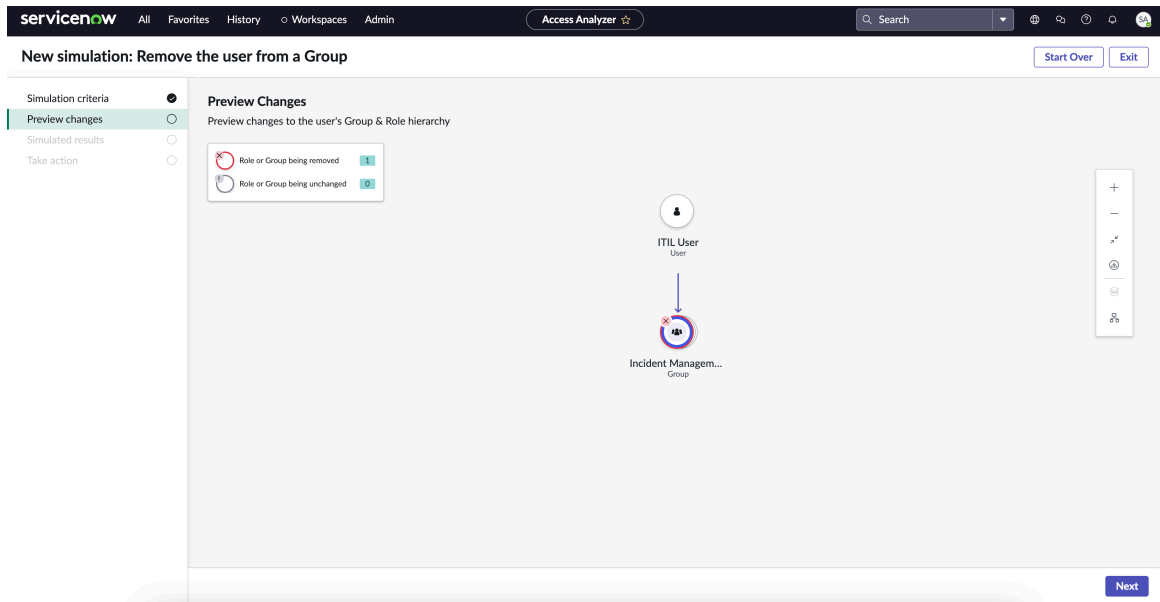 servicenow All Favorites History Workspaces Admin Access Analyzer Search SA
New simulation: Remove the user from a Group Start Over Exit
Simulation criteria
Preview changes
Simulated results
Take action
Preview Changes
Preview changes to the user's Group & Role hierarchy
Role or Group being removed 1
Role or Group being unchanged 0
ITIL User
User
Incident Managem...
Group
Next